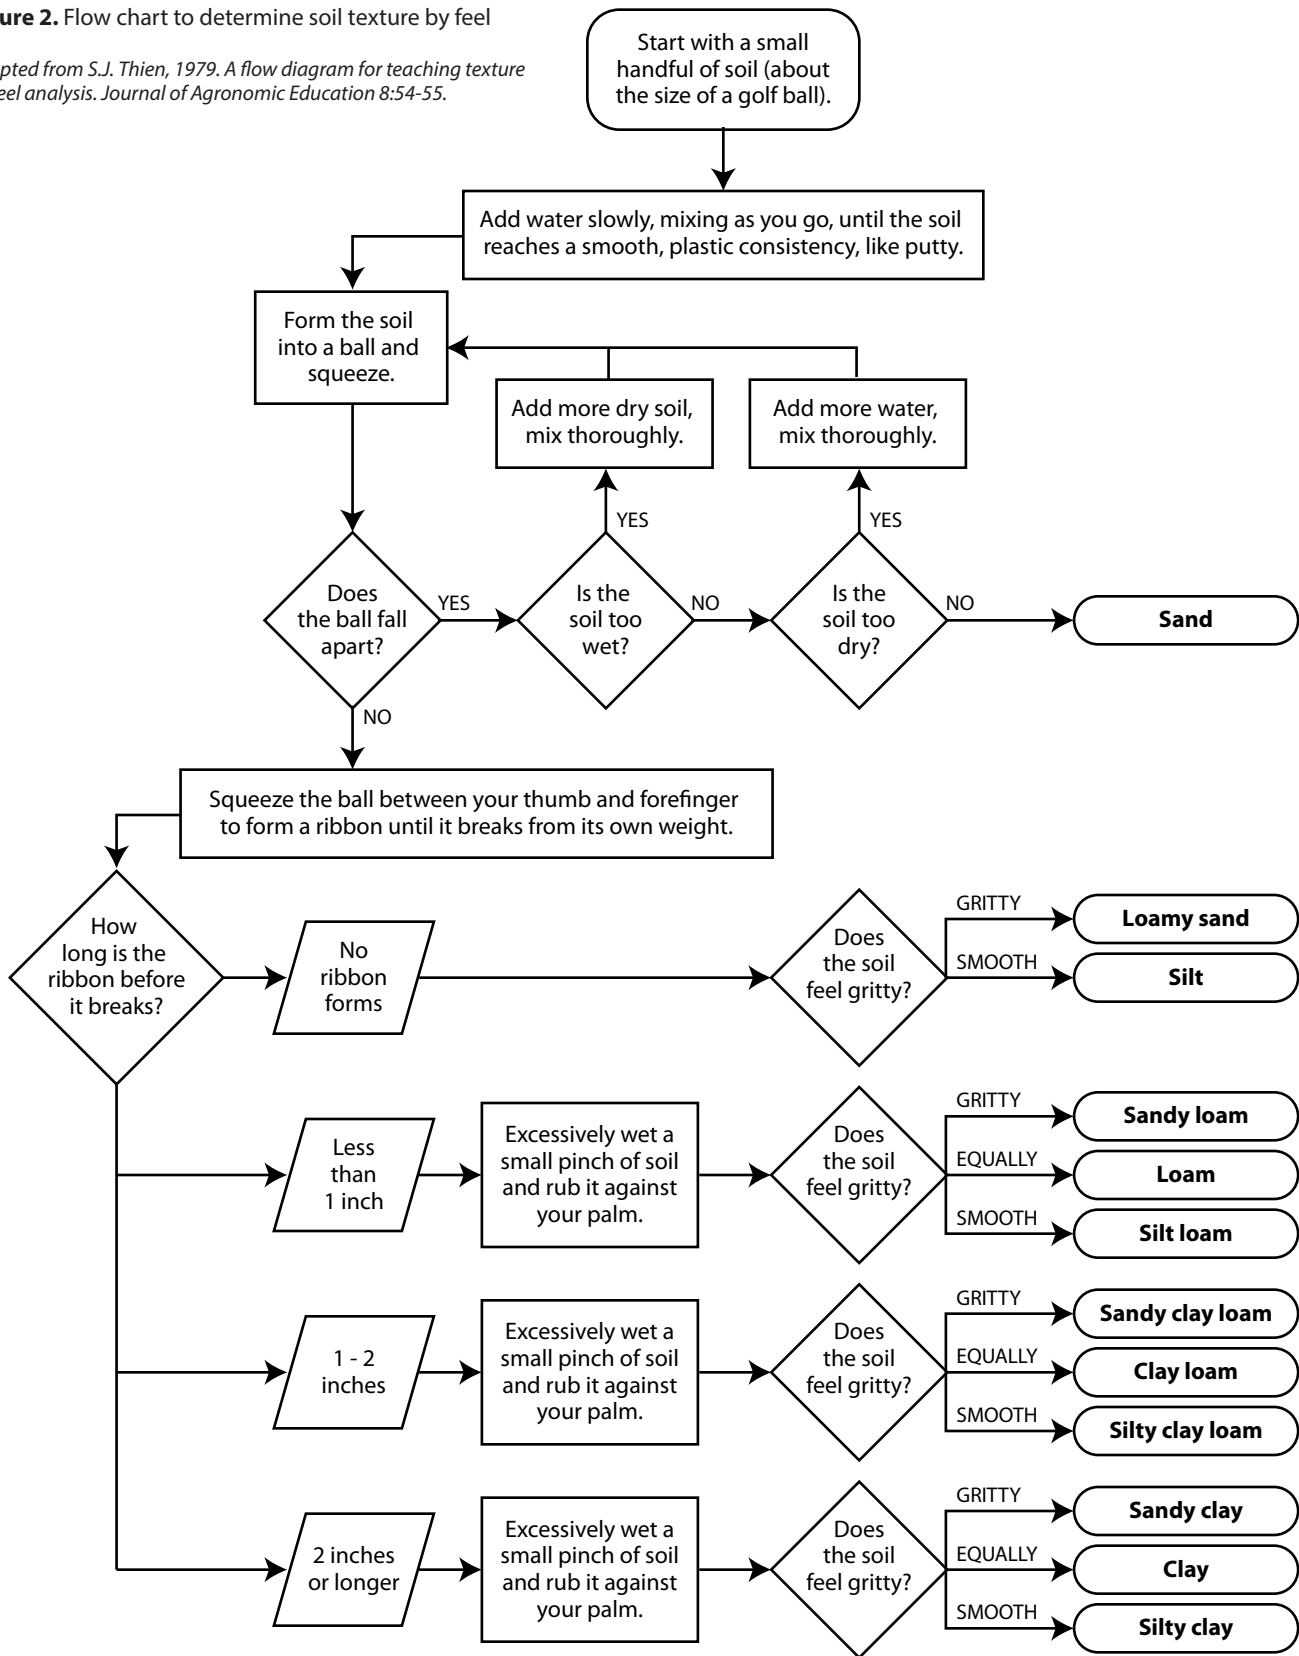 ure 2. Flow chart to determine soil texture by feel
pted from S.J. Thien, 1979. A flow diagram for teaching texture
eel analysis. Journal of Agronomic Education 8:54-55.
Start with a small
handful of soil (about
the size of a golf ball).
Add water slowly, mixing as you go, until the soil
reaches a smooth, plastic consistency, like putty.
Form the soil
into a ball and
squeeze.
Add more dry soil,
mix thoroughly.
Add more water,
mix thoroughly.
YES
YES
Does
the ball fall
apart?
YES
Is the
soil too
wet?
NO
Is the
soil too
dry?
NO
Sand
NO
Squeeze the ball between your thumb and forefinger
to form a ribbon until it breaks from its own weight.
How
long is the
ribbon before
it breaks?
No
ribbon
forms
Does
the soil
feel gritty?
GRITTY
Loamy sand
SMOOTH
Silt
Less
than
1 inch
Excessively wet a
small pinch of soil
and rub it against
your palm.
Does
the soil
feel gritty?
GRITTY
Sandy loam
EQUALLY
Loam
SMOOTH
Silt loam
1 - 2
inches
Excessively wet a
small pinch of soil
and rub it against
your palm.
Does
the soil
feel gritty?
GRITTY
Sandy clay loam
EQUALLY
Clay loam
SMOOTH
Silty clay loam
2 inches
or longer
Excessively wet a
small pinch of soil
and rub it against
your palm.
Does
the soil
feel gritty?
GRITTY
Sandy clay
EQUALLY
Clay
SMOOTH
Silty clay